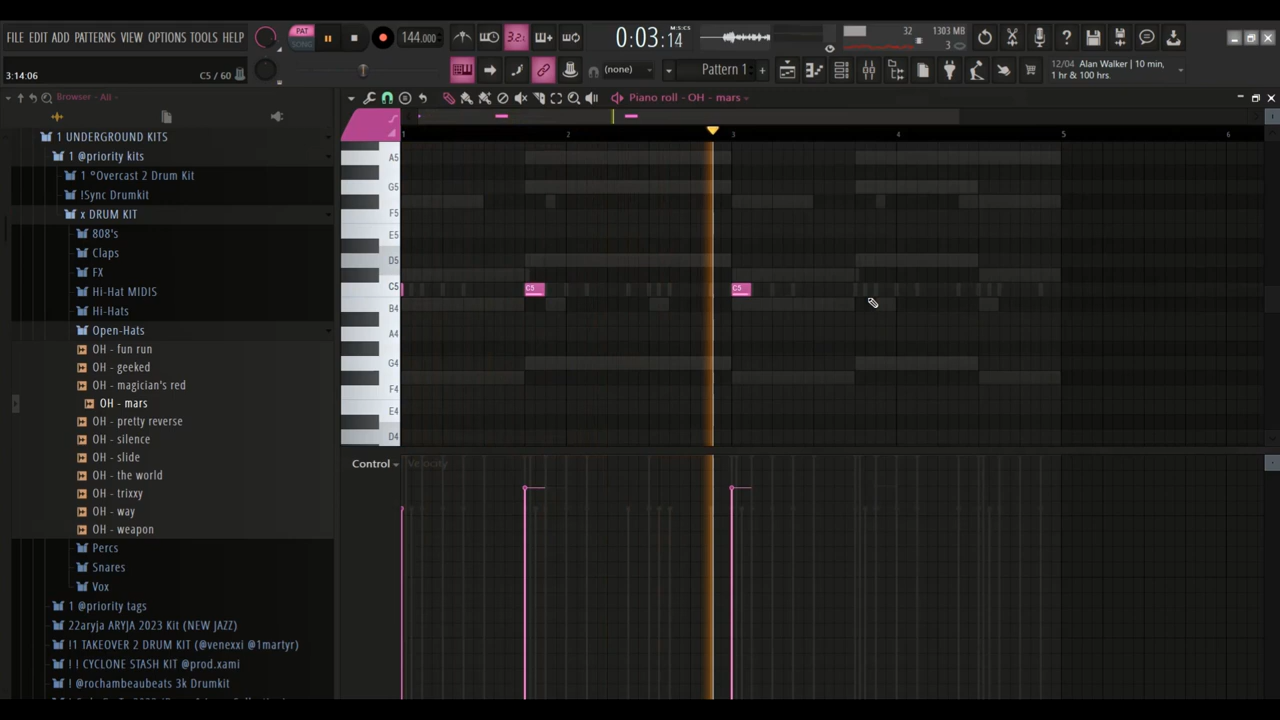 FILE EDIT ADD PATTERNS VIEW OPTIONS TOOLS HELP
PAT
SONG
144.000
3.2
0:03:14
M:S:CS
32
1303 MB
3
3:14:06
C5 / 60
(none)
Pattern 1
12/04 Alan Walker | 10 min,
1 hr & 100 hrs.
Browser - All
Piano roll - OH - mars
1 2 3 4 5 6
1 UNDERGROUND KITS
1 @priority kits
1 °Overcast 2 Drum Kit
!Sync Drumkit
x DRUM KIT
808's
Claps
FX
Hi-Hat MIDIS
Hi-Hats
Open-Hats
OH - fun run
OH - geeked
OH - magician's red
OH - mars
OH - pretty reverse
OH - silence
OH - slide
OH - the world
OH - trixxy
OH - way
OH - weapon
Percs
Snares
Vox
1 @priority tags
22aryja ARYJA 2023 Kit (NEW JAZZ)
!1 TAKEOVER 2 DRUM KIT (@venexxi @1martyr)
! ! CYCLONE STASH KIT @prod.xami
! @rochambeaubeats 3k Drumkit
A5
G5
F5
E5
D5
C5
B4
A4
G4
F4
E4
D4
C5
C5
Control
Velocity